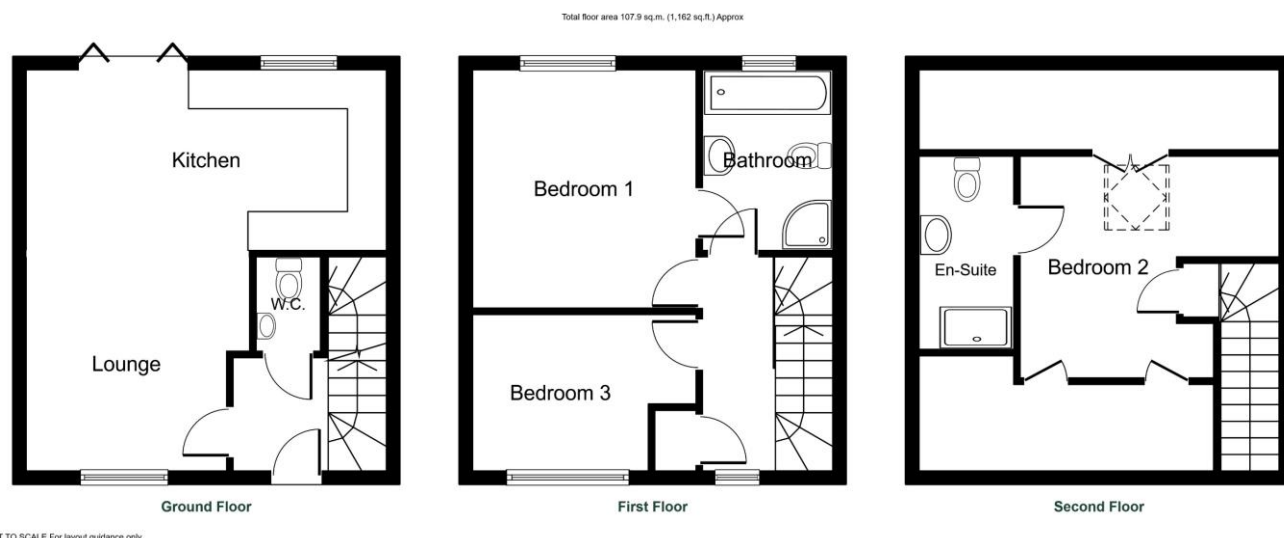 Total floor area 107.9 sq.m. (1,162 sq.ft.) Approx
Kitchen
W.C.
Lounge
Ground Floor
Bedroom 1
Bathroom
Bedroom 3
First Floor
En-Suite
Bedroom 2
Second Floor
T TO SCALE For layout guidance only